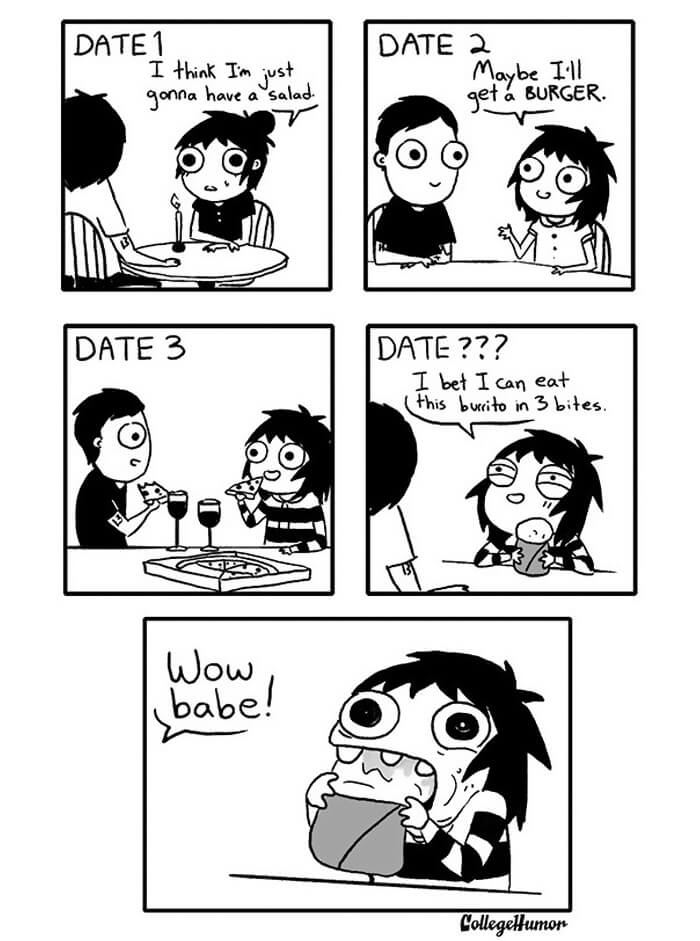 DATE 1
I think I'm just
gonna have a salad.
DATE 2
Maybe I'll
get a BURGER.
DATE 3
DATE ???
I bet I can eat
this burrito in 3 bites.
Wow
babe!
CollegeHumor